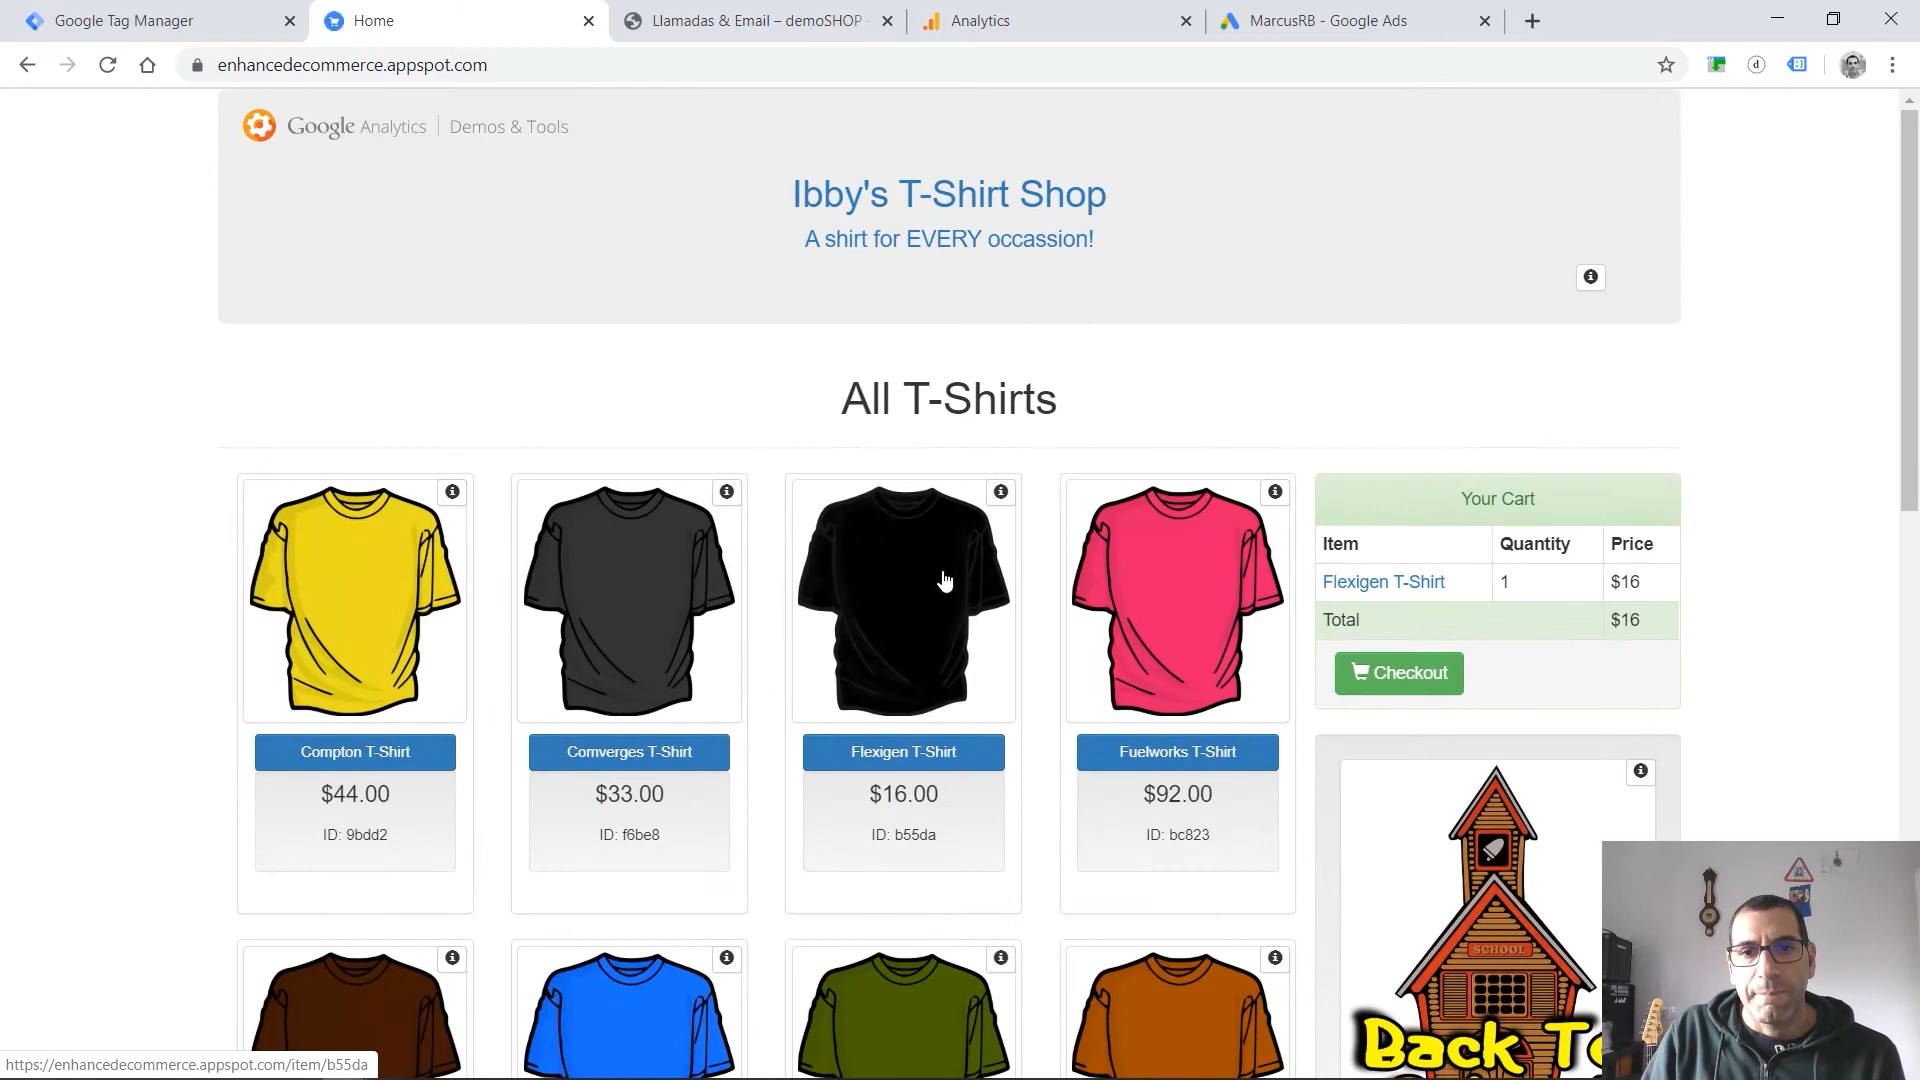 Google Tag Manager
Home
Llamadas & Email – demoSHOP
Analytics
MarcusRB - Google Ads
enhancedecommerce.appspot.com
Google Analytics | Demos & Tools
Ibby's T-Shirt Shop
A shirt for EVERY occassion!
All T-Shirts
Compton T-Shirt
$44.00
ID: 9bdd2
Comverges T-Shirt
$33.00
ID: f6be8
Flexigen T-Shirt
$16.00
ID: b55da
Fuelworks T-Shirt
$92.00
ID: bc823
Your Cart
Item Quantity Price
Flexigen T-Shirt 1 $16
Total $16
Checkout
SCHOOL
Back To
https://enhancedecommerce.appspot.com/item/b55da